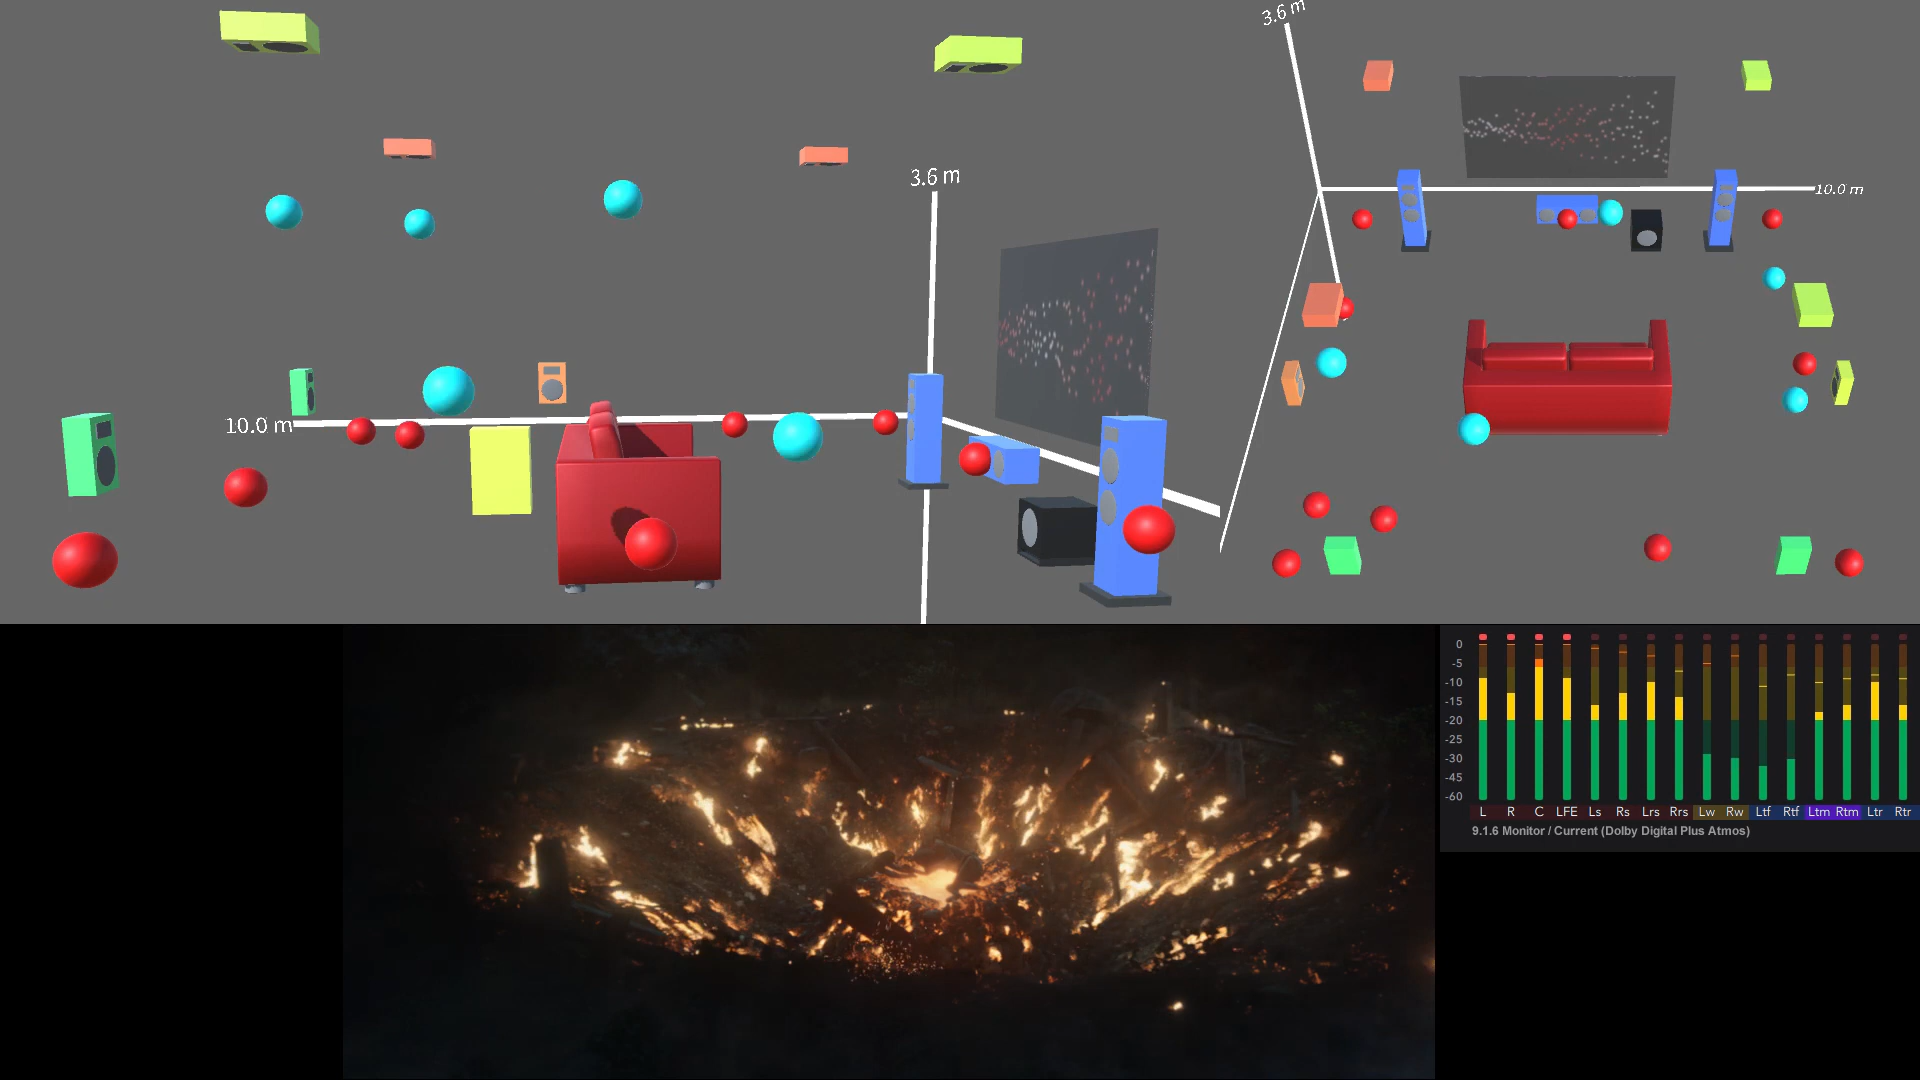 3.6 m
10.0 m
3.6 m
10.0 m
0
-5
-10
-15
-20
-25
-30
-45
-60
L R C LFE Ls Rs Lrs Rrs Lw Rw Ltf Rtf Ltm Rtm Ltr Rtr
9.1.6 Monitor / Current (Dolby Digital Plus Atmos)